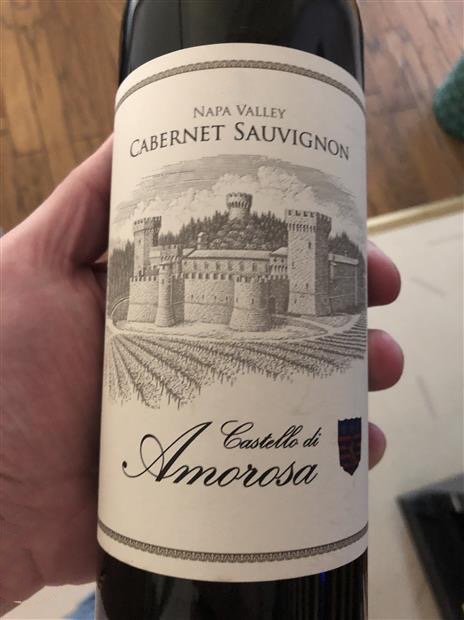 NAPA VALLEY
CABERNET SAUVIGNON
Castello di
Amorosa